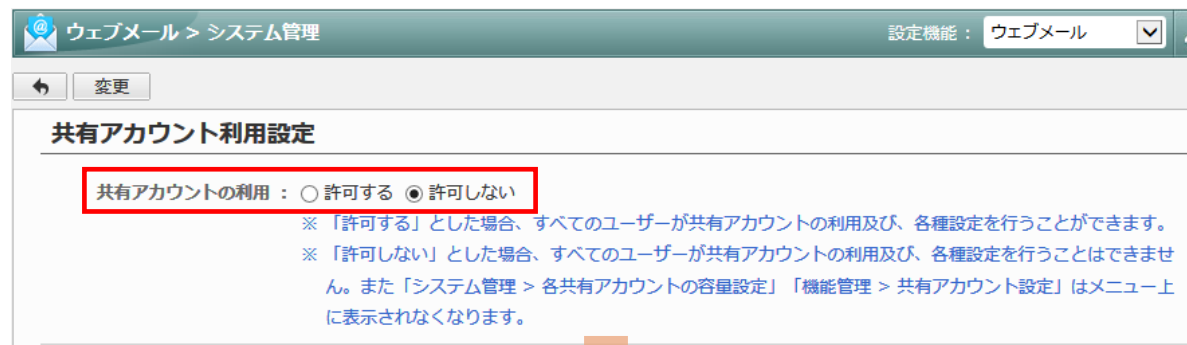 ウェブメール > システム管理 設定機能： ウェブメール
変更
共有アカウント利用設定
共有アカウントの利用 ： 許可する 許可しない
※ 「許可する」とした場合、すべてのユーザーが共有アカウントの利用及び、各種設定を行うことができます。
※ 「許可しない」とした場合、すべてのユーザーが共有アカウントの利用及び、各種設定を行うことはできませ
ん。また「システム管理 > 各共有アカウントの容量設定」「機能管理 > 共有アカウント設定」はメニュー上
に表示されなくなります。